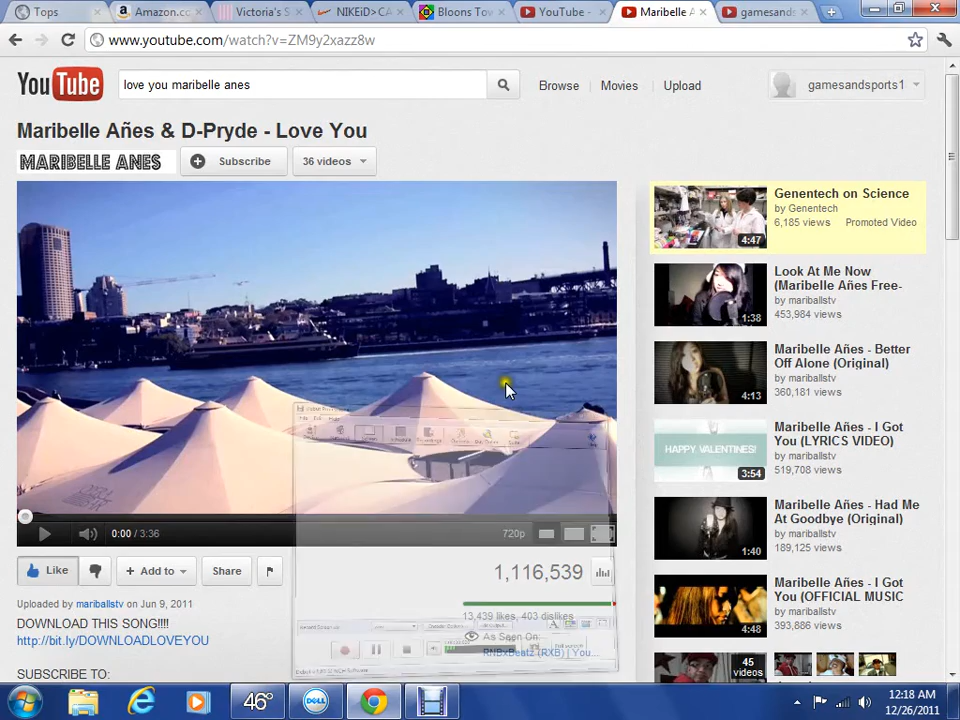 Tops
Amazon.co
Victoria's S
NIKEiD>CA
Bloons Tow
YouTube -
Maribelle A
gamesands
www.youtube.com/watch?v=ZM9y2xazz8w
YouTube
love you maribelle anes
Browse
Movies
Upload
gamesandsports1
Maribelle Añes & D-Pryde - Love You
MARIBELLE ANES
Subscribe
36 videos
0:00 / 3:36
720p
Like
Add to
Share
1,116,539
Uploaded by mariballstv on Jun 9, 2011
13,439 likes, 403 dislikes
DOWNLOAD THIS SONG!!!!
As Seen On:
http://bit.ly/DOWNLOADLOVEYOU
RNBxBeatz (RXB) | You...
SUBSCRIBE TO:
Genentech on Science
by Genentech
6,185 views Promoted Video
4:47
Look At Me Now
(Maribelle Añes Free-
by mariballstv
453,984 views
1:38
Maribelle Añes - Better
Off Alone (Original)
by mariballstv
360,181 views
4:13
Maribelle Añes - I Got
You (LYRICS VIDEO)
by mariballstv
519,708 views
HAPPY VALENTINES!
3:54
Maribelle Añes - Had Me
At Goodbye (Original)
by mariballstv
189,125 views
1:40
Maribelle Añes - I Got
You (OFFICIAL MUSIC
by mariballstv
393,886 views
4:48
45
videos
46°
DELL
12:18 AM
12/26/2011